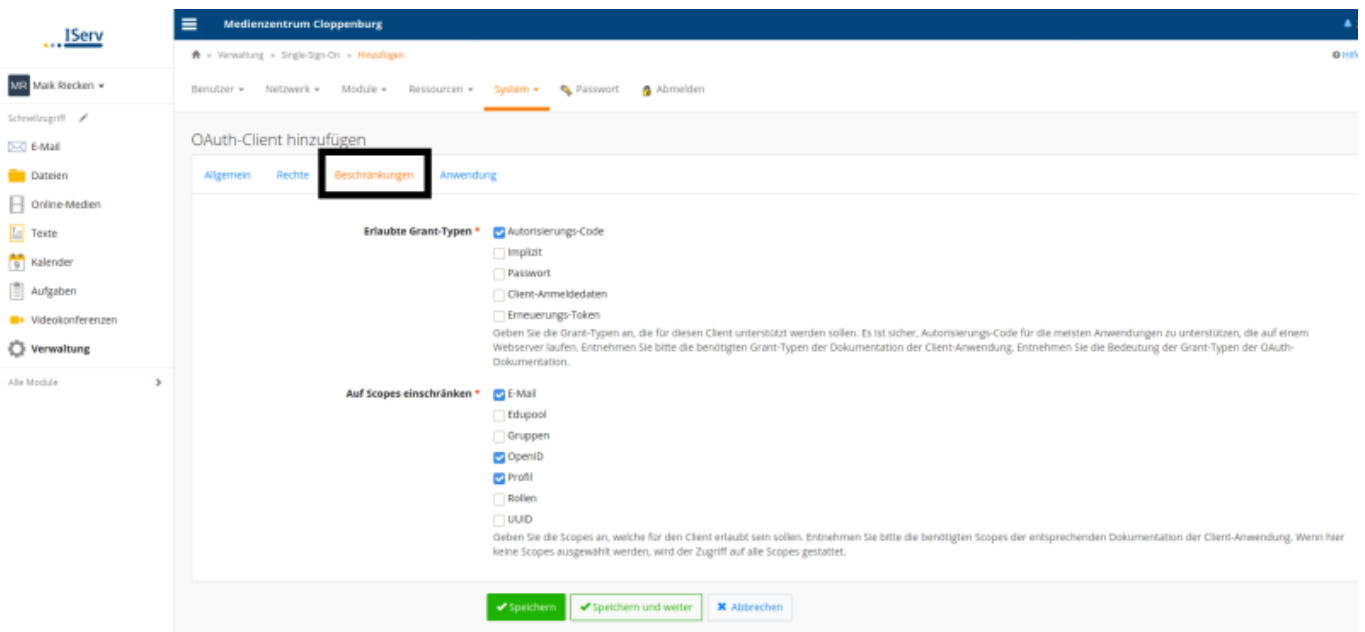 IServ
Medienzentrum Cloppenburg
» Verwaltung » Single-Sign-On » Hinzufügen
MR Maik Riecken
Benutzer Netzwerk Module Ressourcen System Passwort Abmelden
Schnellzugriff
E-Mail
Dateien
Online-Medien
Texte
Kalender
Aufgaben
Videokonferenzen
Verwaltung
Alle Module
OAuth-Client hinzufügen
Allgemein Rechte Beschränkungen Anwendung
Erlaubte Grant-Typen * Autorisierungs-Code
Implizit
Passwort
Client-Anmeldedaten
Erneuerungs-Token
Geben Sie die Grant-Typen an, die für diesen Client unterstützt werden sollen. Es ist sicher, Autorisierungs-Code für die meisten Anwendungen zu unterstützen, die auf einem
Webserver laufen. Entnehmen Sie bitte die benötigten Grant-Typen der Dokumentation der Client-Anwendung. Entnehmen Sie die Bedeutung der Grant-Typen der OAuth-
Dokumentation.
Auf Scopes einschränken * E-Mail
Edupool
Gruppen
OpenID
Profil
Rollen
UUID
Geben Sie die Scopes an, welche für den Client erlaubt sein sollen. Entnehmen Sie bitte die benötigten Scopes der entsprechenden Dokumentation der Client-Anwendung. Wenn hier
keine Scopes ausgewählt werden, wird der Zugriff auf alle Scopes gestattet.
Speichern Speichern und weiter Abbrechen